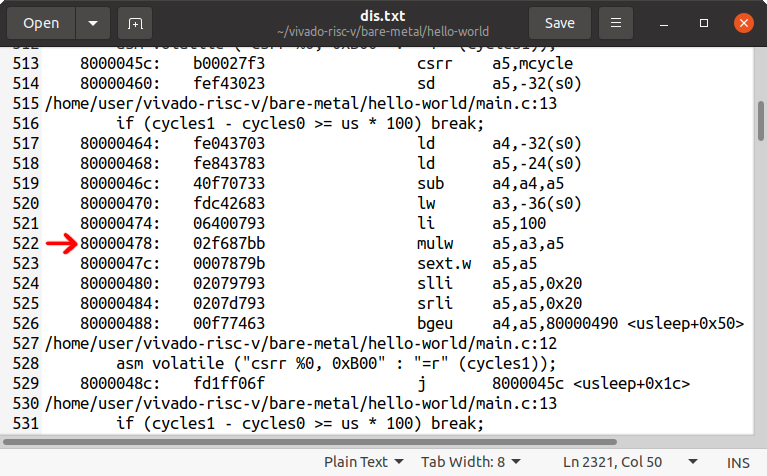 Open
dis.txt
~/vivado-risc-v/bare-metal/hello-world
Save
512 asm volatile ("csrr %0, 0xB00" : "=r" (cycles1));
513 8000045c: b00027f3 csrr a5,mcycle
514 80000460: fef43023 sd a5,-32(s0)
515 /home/user/vivado-risc-v/bare-metal/hello-world/main.c:13
516 if (cycles1 - cycles0 >= us * 100) break;
517 80000464: fe043703 ld a4,-32(s0)
518 80000468: fe843783 ld a5,-24(s0)
519 8000046c: 40f70733 sub a4,a4,a5
520 80000470: fdc42683 lw a3,-36(s0)
521 80000474: 06400793 li a5,100
522 80000478: 02f687bb mulw a5,a3,a5
523 8000047c: 0007879b sext.w a5,a5
524 80000480: 02079793 slli a5,a5,0x20
525 80000484: 0207d793 srli a5,a5,0x20
526 80000488: 00f77463 bgeu a4,a5,80000490 <usleep+0x50>
527 /home/user/vivado-risc-v/bare-metal/hello-world/main.c:12
528 asm volatile ("csrr %0, 0xB00" : "=r" (cycles1));
529 8000048c: fd1ff06f j 8000045c <usleep+0x1c>
530 /home/user/vivado-risc-v/bare-metal/hello-world/main.c:13
531 if (cycles1 - cycles0 >= us * 100) break;
Plain Text Tab Width: 8 Ln 2321, Col 50 INS